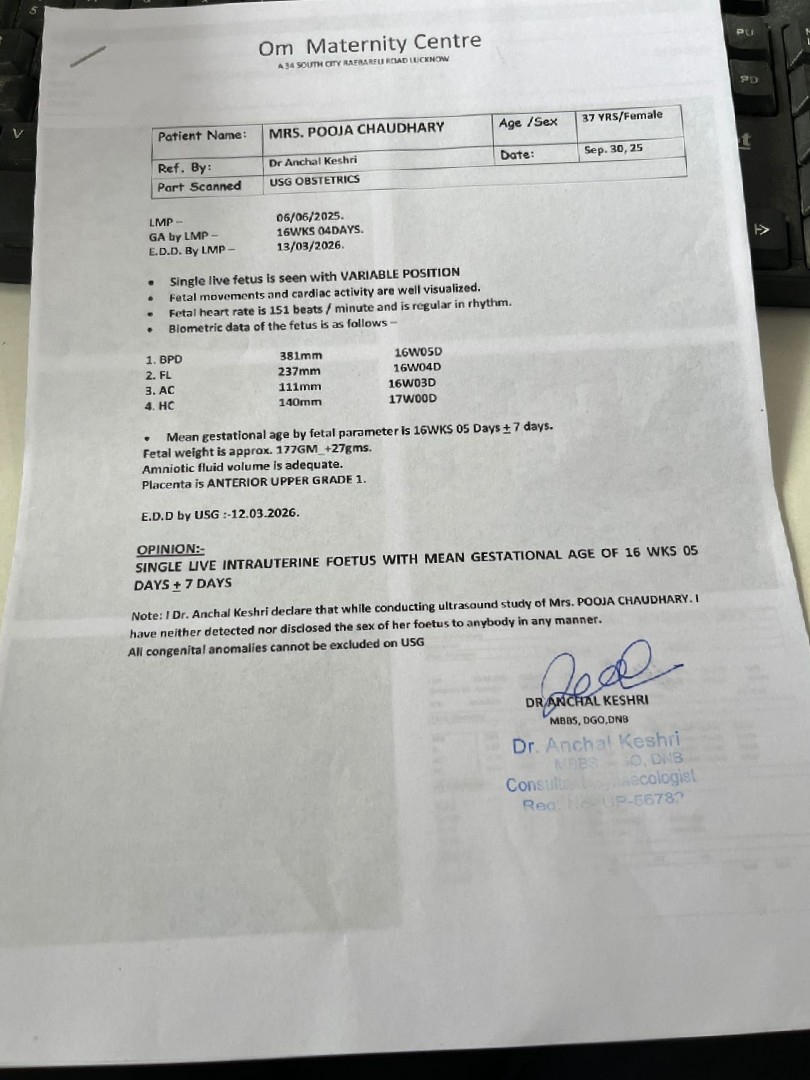 Om Maternity Centre
A 34 SOUTH CITY RAEBARELI ROAD LUCKNOW
Patient Name: MRS. POOJA CHAUDHARY Age /Sex 37 YRS/Female
Ref. By: Dr Anchal Keshri Date: Sep. 30, 25
Part Scanned USG OBSTETRICS
LMP – 06/06/2025.
GA by LMP – 16WKS 04DAYS.
E.D.D. By LMP – 13/03/2026.
• Single live fetus is seen with VARIABLE POSITION
• Fetal movements and cardiac activity are well visualized.
• Fetal heart rate is 151 beats / minute and is regular in rhythm.
• Biometric data of the fetus is as follows –
1. BPD 381mm 16W05D
2. FL 237mm 16W04D
3. AC 111mm 16W03D
4. HC 140mm 17W00D
• Mean gestational age by fetal parameter is 16WKS 05 Days ± 7 days.
Fetal weight is approx. 177GM_+27gms.
Amniotic fluid volume is adequate.
Placenta is ANTERIOR UPPER GRADE 1.
E.D.D by USG :-12.03.2026.
OPINION:-
SINGLE LIVE INTRAUTERINE FOETUS WITH MEAN GESTATIONAL AGE OF 16 WKS 05
DAYS ± 7 DAYS
Note: I Dr. Anchal Keshri declare that while conducting ultrasound study of Mrs. POOJA CHAUDHARY. I
have neither detected nor disclosed the sex of her foetus to anybody in any manner.
All congenital anomalies cannot be excluded on USG
DR ANCHAL KESHRI
MBBS, DGO,DNB
Dr. Anchal Keshri
MBBS DNB
PU
PD
V
5